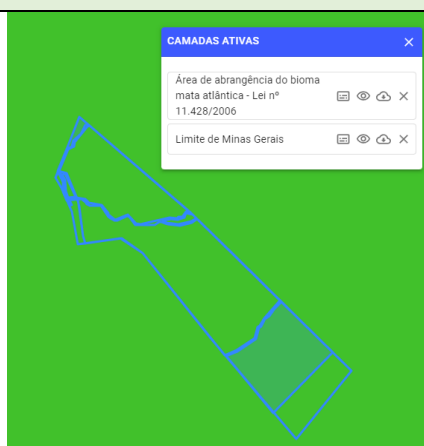 CAMADAS ATIVAS
Área de abrangência do bioma
mata atlântica - Lei nº
11.428/2006
Limite de Minas Gerais